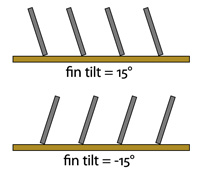 fin tilt = 15°
fin tilt = -15°